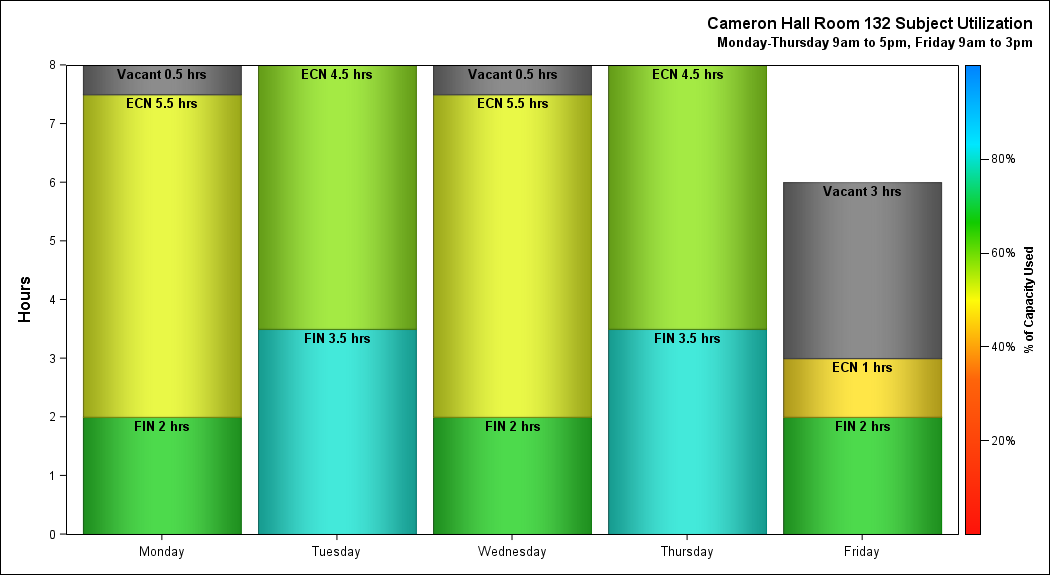 Cameron Hall Room 132 Subject Utilization
Monday-Thursday 9am to 5pm, Friday 9am to 3pm
8
7
6
5
4
3
2
1
0
Hours
Vacant 0.5 hrs
ECN 5.5 hrs
FIN 2 hrs
ECN 4.5 hrs
FIN 3.5 hrs
Vacant 0.5 hrs
ECN 5.5 hrs
FIN 2 hrs
ECN 4.5 hrs
FIN 3.5 hrs
Vacant 3 hrs
ECN 1 hrs
FIN 2 hrs
Monday
Tuesday
Wednesday
Thursday
Friday
80%
60%
40%
20%
% of Capacity Used